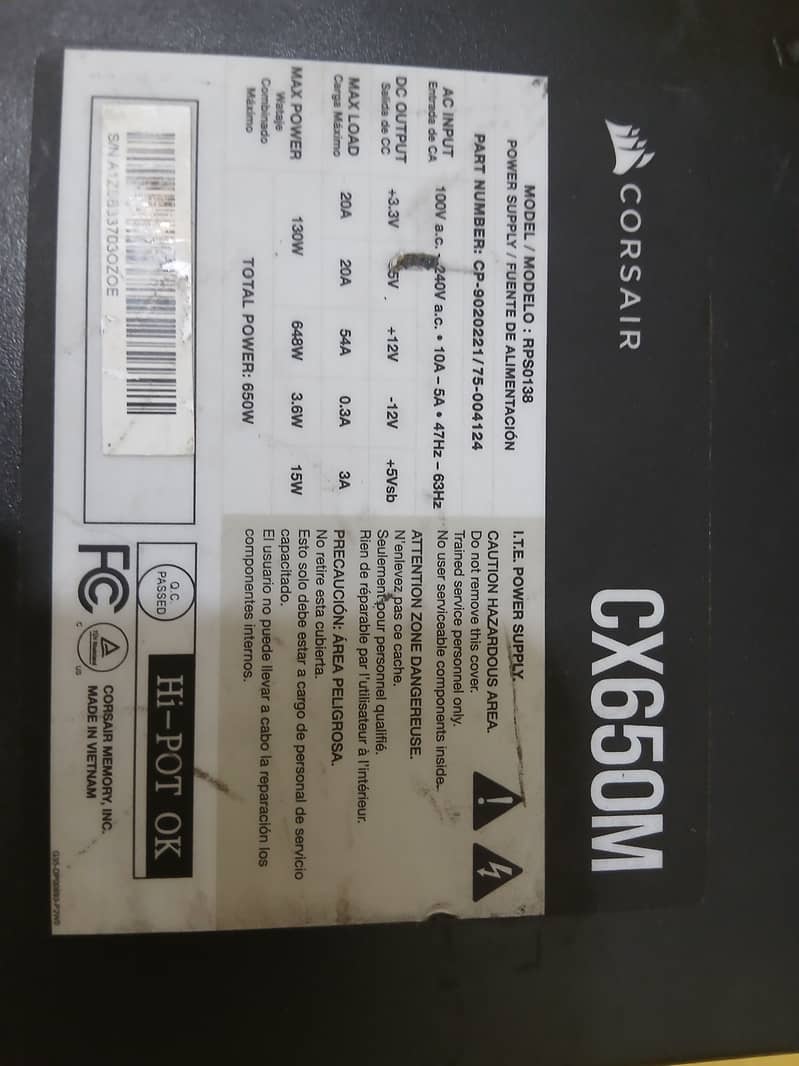 CORSAIR
CX650M
MODEL / MODELO : RPS0138
POWER SUPPLY / FUENTE DE ALIMENTACIÓN
PART NUMBER: CP-9020221/75-004124
AC INPUT
Entrada de CA
100V a.c. - 240V a.c. • 10A – 5A • 47Hz – 63Hz
DC OUTPUT +3.3V 5V +12V -12V +5Vsb
Salida de CC
MAX LOAD 20A 20A 54A 0.3A 3A
Carga Máximo
MAX POWER 130W 648W 3.6W 15W
Wataje
Combinado
Máximo
TOTAL POWER: 650W
S/N
I.T.E. POWER SUPPLY.
CAUTION HAZARDOUS AREA.
Do not remove this cover.
Trained service personnel only.
No user serviceable components inside.
ATTENTION ZONE DANGEREUSE.
N'enlevez pas ce cache.
Seulement pour personnel qualifié.
Rien de réparable par l'utilisateur à l'intérieur.
PRECAUCIÓN: ÁREA PELIGROSA.
No retire esta cubierta.
Esto solo debe estar a cargo de personal de servicio
capacitado.
El usuario no puede llevar a cabo la reparación los
componentes internos.
Q.C.
PASSED
Hi-POT OK
FC
C US
CORSAIR MEMORY, INC.
MADE IN VIETNAM